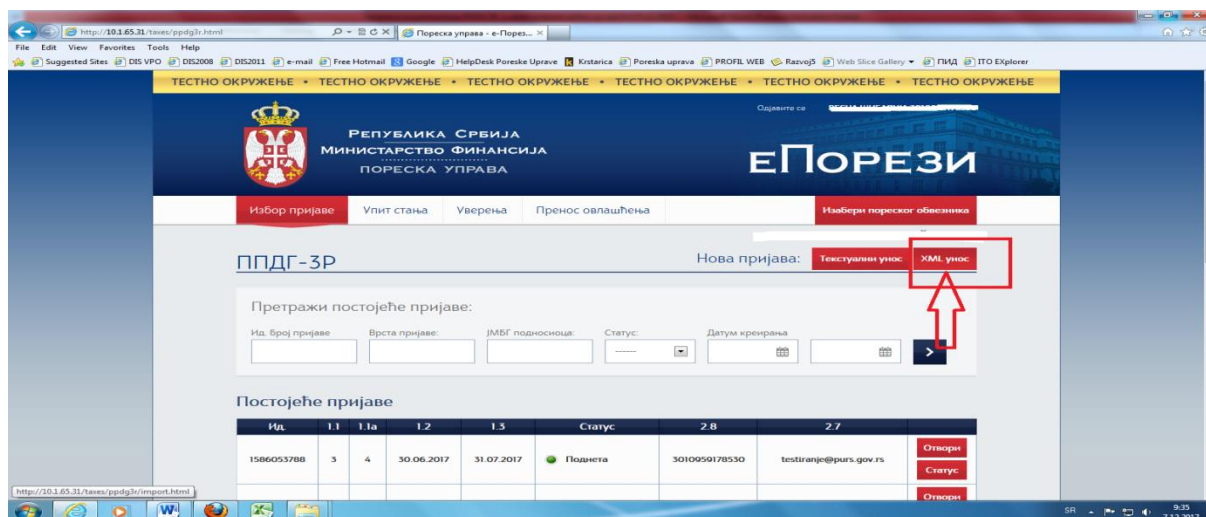 http://10.1.65.31/taxes/ppdg3r.html
Пореска управа - е-Порез...
File Edit View Favorites Tools Help
Suggested Sites DIS VPO DIS2008 DIS2011 e-mail Free Hotmail Google HelpDesk Poreske Uprave Krstarica Poreska uprava PROFIL WEB Razvoj5 Web Slice Gallery ПИД ITO EXplorer
ТЕСТНО ОКРУЖЕЊЕ • ТЕСТНО ОКРУЖЕЊЕ • ТЕСТНО ОКРУЖЕЊЕ • ТЕСТНО ОКРУЖЕЊЕ • ТЕСТНО ОКРУЖЕЊЕ • ТЕСТНО ОКРУЖЕЊЕ
Одјавите се
Република Србија
Министарство Финансија
ПОРЕСКА УПРАВА
еПОРЕЗИ
Избор пријаве Упит стања Уверења Пренос овлашћења Изабери пореског обвезника
ППДГ-3Р Нова пријава: Текстуални унос XML унос
Претражи постојеће пријаве:
Ид. број пријаве Врста пријаве: ЈМБГ подносиоца: Статус: Датум креирања
------
Постојеће пријаве
Ид. 1.1 1.1a 1.2 1.3 Статус 2.8 2.7
1586053788 3 4 30.06.2017 31.07.2017 Поднета 3010959178530 testiranje@purs.gov.rs Отвори
Статус
Отвори
http://10.1.65.31/taxes/ppdg3r/import.html
SR 9:35
7.12.2017